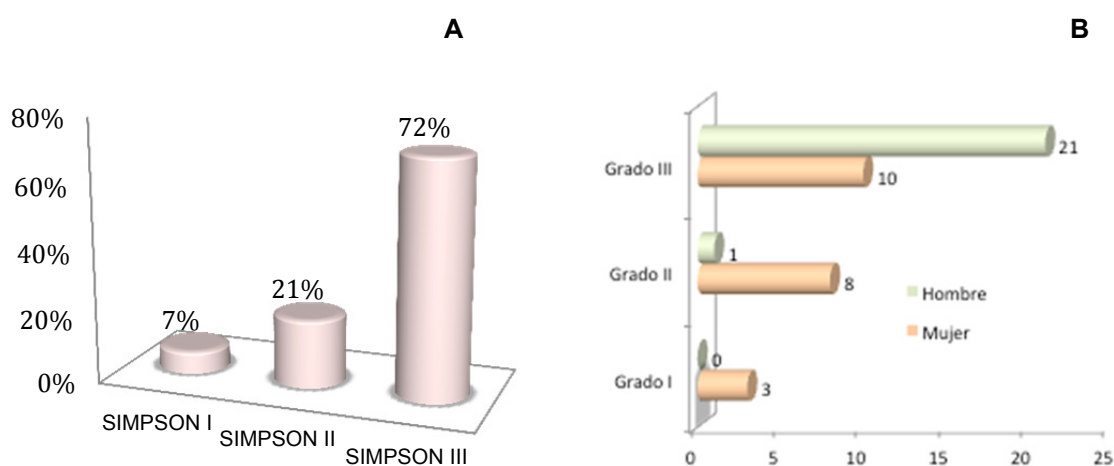 A
80%
60%
40%
20%
0%
7%
21%
72%
SIMPSON I
SIMPSON II
SIMPSON III
B
Grado III
21
10
Grado II
1
8
Grado I
0
3
Hombre
Mujer
0 5 10 15 20 25